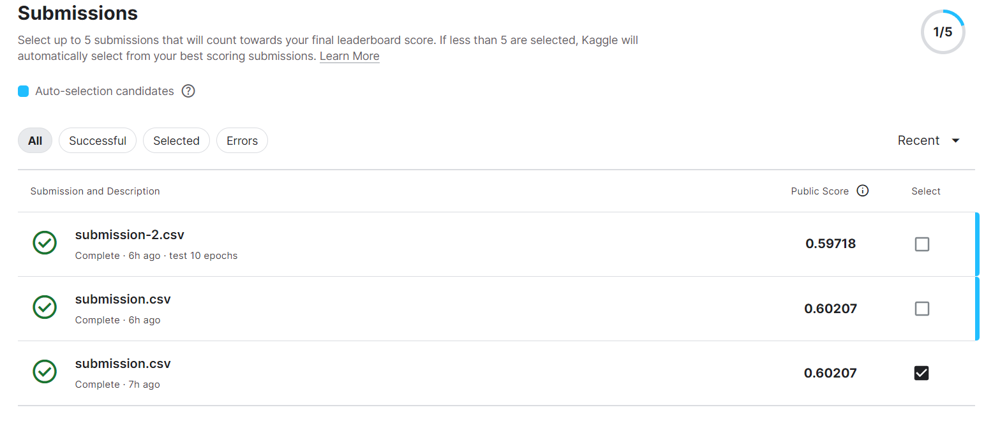 Submissions
Select up to 5 submissions that will count towards your final leaderboard score. If less than 5 are selected, Kaggle will
automatically select from your best scoring submissions. Learn More
1/5
Auto-selection candidates
All Successful Selected Errors Recent
Submission and Description Public Score Select
submission-2.csv
Complete · 6h ago · test 10 epochs
0.59718
submission.csv
Complete · 6h ago
0.60207
submission.csv
Complete · 7h ago
0.60207